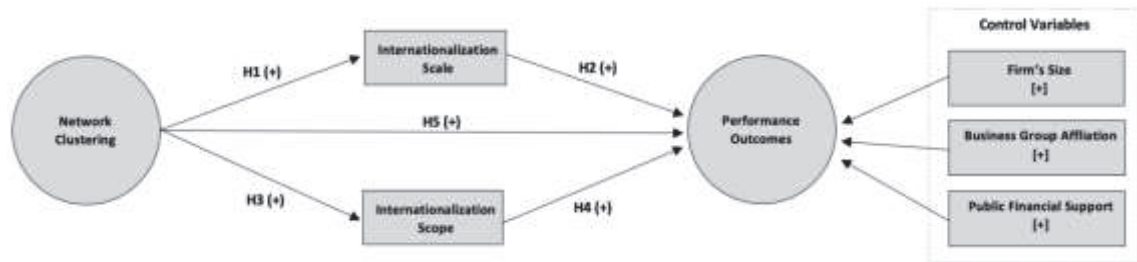 Control Variables
Internationalization
Scale
H1 (+)
H2 (+)
Firm's Size
[+]
Network
Clustering
H5 (+)
Performance
Outcomes
Business Group Affliation
[+]
H3 (+)
Internationalization
Scope
H4 (+)
Public Financial Support
[+]